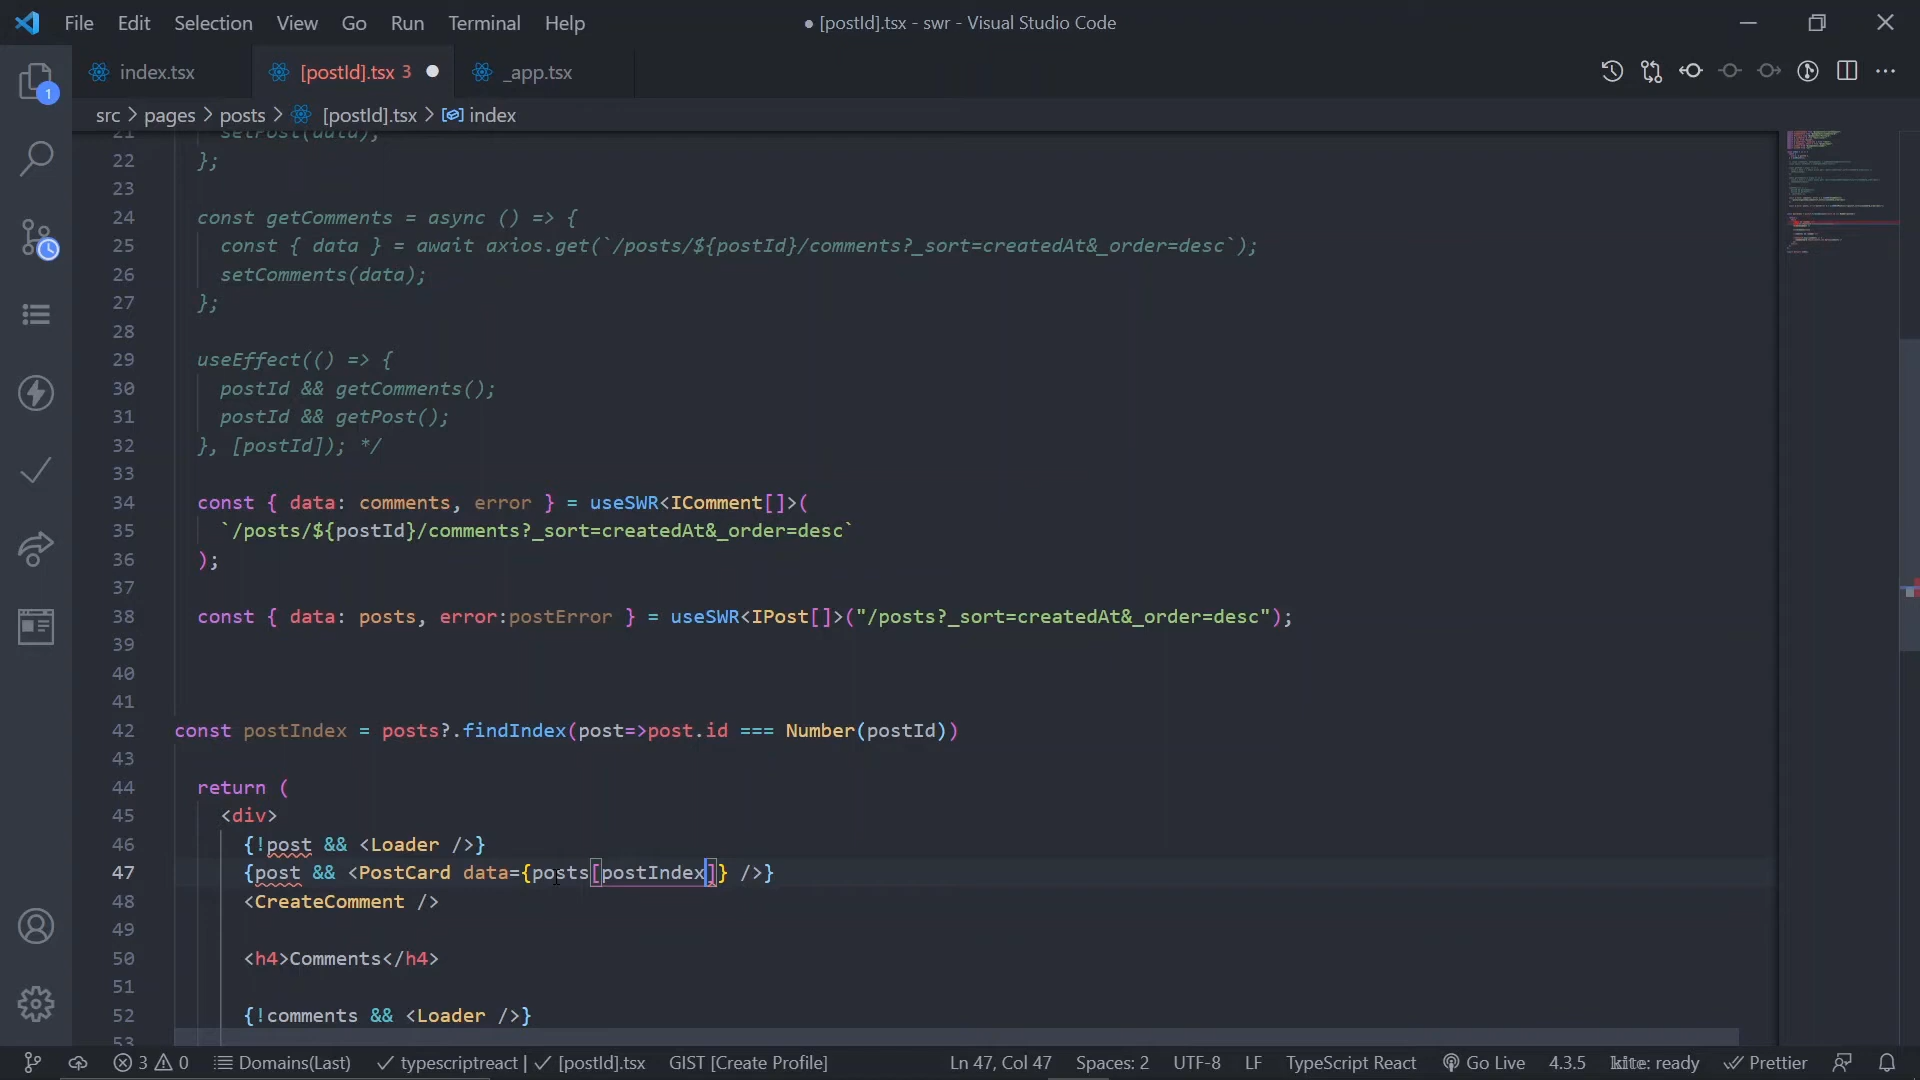 File Edit Selection View Go Run Terminal Help
● [postId].tsx - swr - Visual Studio Code
index.tsx
[postId].tsx 3
_app.tsx
1
src > pages > posts > [postId].tsx > index
21 setPost(data);
22 };
23
24 const getComments = async () => {
25 const { data } = await axios.get(`/posts/${postId}/comments?_sort=createdAt&_order=desc`);
26 setComments(data);
27 };
28
29 useEffect(() => {
30 postId && getComments();
31 postId && getPost();
32 }, [postId]); */
33
34 const { data: comments, error } = useSWR<IComment[]>(
35 `/posts/${postId}/comments?_sort=createdAt&_order=desc`
36 );
37
38 const { data: posts, error:postError } = useSWR<IPost[]>("/posts?_sort=createdAt&_order=desc");
39
40
41
42 const postIndex = posts?.findIndex(post=>post.id === Number(postId))
43
44 return (
45 <div>
46 {!post && <Loader />}
47 {post && <PostCard data={posts[postIndex]} />}
48 <CreateComment />
49
50 <h4>Comments</h4>
51
52 {!comments && <Loader />}
53
3 0 Domains(Last) typescriptreact | [postId].tsx GIST [Create Profile] Ln 47, Col 47 Spaces: 2 UTF-8 LF TypeScript React Go Live 4.3.5 kite: ready Prettier